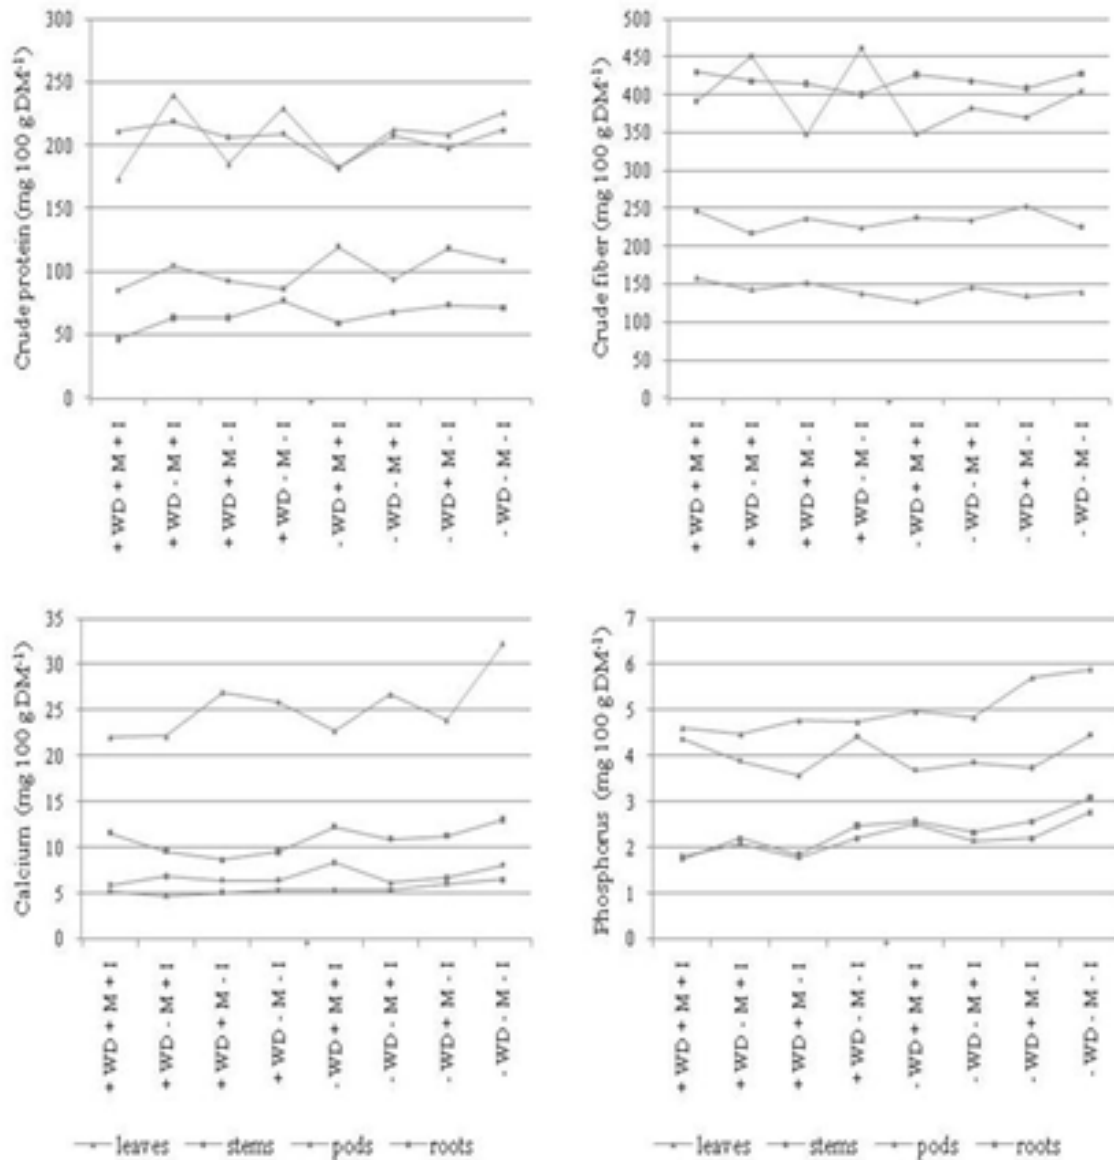 Crude protein (mg 100 g DM-1)
300
250
200
150
100
50
0
+ WD + M + I
+ WD - M + I
+ WD + M - I
+ WD - M - I
- WD + M + I
- WD - M + I
- WD + M - I
- WD - M - I
Crude fiber (mg 100 g DM-1)
500
450
400
350
300
250
200
150
100
50
0
+ WD + M + I
+ WD - M + I
+ WD + M - I
+ WD - M - I
- WD + M + I
- WD - M + I
- WD + M - I
- WD - M - I
Calcium (mg 100 g DM-1)
35
30
25
20
15
10
5
0
+ WD + M + I
+ WD - M + I
+ WD + M - I
+ WD - M - I
- WD + M + I
- WD - M + I
- WD + M - I
- WD - M - I
Phosphorus (mg 100 g DM-1)
7
6
5
4
3
2
1
0
+ WD + M + I
+ WD - M + I
+ WD + M - I
+ WD - M - I
- WD + M + I
- WD - M + I
- WD + M - I
- WD - M - I
leaves stems pods roots
leaves stems pods roots